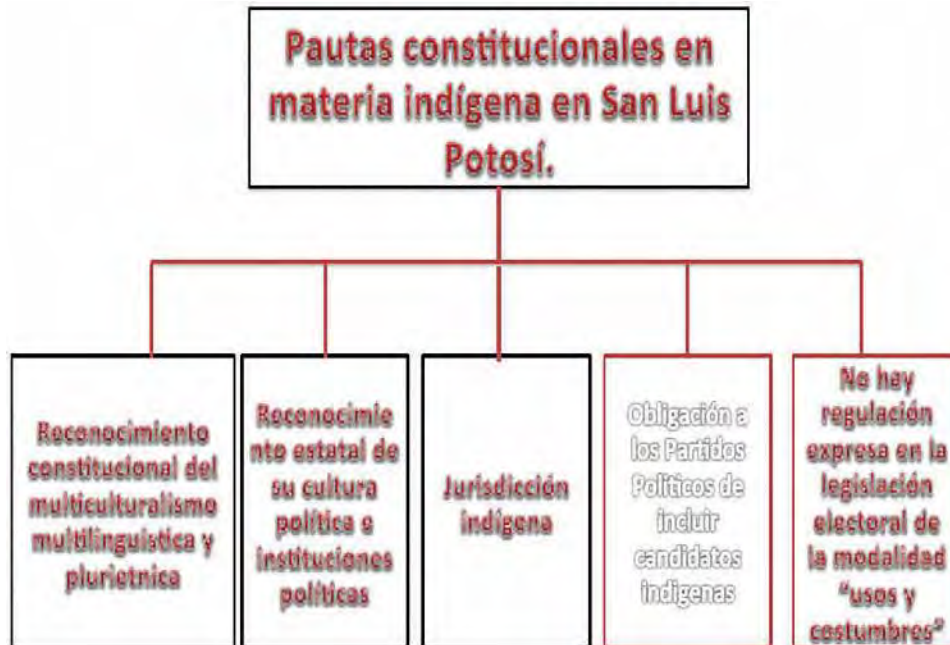 Pautas constitucionales en
materia indígena en San Luis
Potosí.
Reconocimiento
constitucional del
multiculturalismo
multilinguistica y
plurietnica
Reconocimie
nto estatal de
su cultura
política e
instituciones
políticas
Jurisdicción
indígena
Obligación a
los Partidos
Políticos de
incluir
candidatos
indigenas
No hay
regulación
expresa en la
legislación
electoral de
la modalidad
"usos y
costumbres"